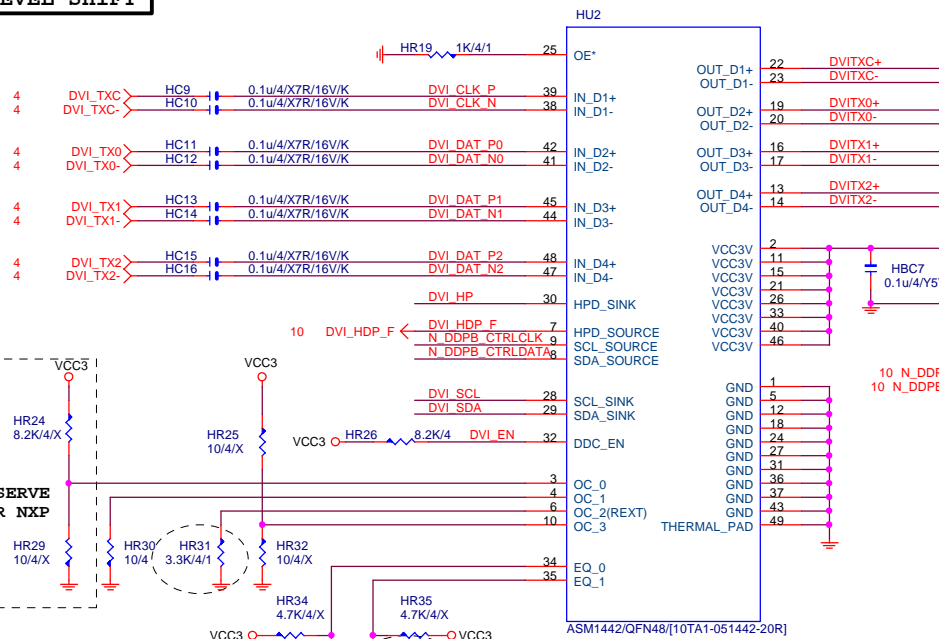 LEVEL SHIFT
HU2
HR19 1K/4/1 25 OE*
4 DVI_TXC HC9 0.1u/4/X7R/16V/K DVI_CLK_P 39 IN_D1+
4 DVI_TXC- HC10 0.1u/4/X7R/16V/K DVI_CLK_N 38 IN_D1-
OUT_D1+ 22 DVITXC+
OUT_D1- 23 DVITXC-
OUT_D2+ 19 DVITX0+
OUT_D2- 20 DVITX0-
4 DVI_TX0 HC11 0.1u/4/X7R/16V/K DVI_DAT_P0 42 IN_D2+
4 DVI_TX0- HC12 0.1u/4/X7R/16V/K DVI_DAT_N0 41 IN_D2-
OUT_D3+ 16 DVITX1+
OUT_D3- 17 DVITX1-
4 DVI_TX1 HC13 0.1u/4/X7R/16V/K DVI_DAT_P1 45 IN_D3+
4 DVI_TX1- HC14 0.1u/4/X7R/16V/K DVI_DAT_N1 44 IN_D3-
OUT_D4+ 13 DVITX2+
OUT_D4- 14 DVITX2-
4 DVI_TX2 HC15 0.1u/4/X7R/16V/K DVI_DAT_P2 48 IN_D4+
4 DVI_TX2- HC16 0.1u/4/X7R/16V/K DVI_DAT_N2 47 IN_D4-
VCC3V 2
VCC3V 11
VCC3V 15
VCC3V 21
VCC3V 26
VCC3V 33
VCC3V 40
VCC3V 46
HBC7
0.1u/4/Y5
DVI_HP 30 HPD_SINK
10 DVI_HDP_F DVI_HDP_F 7 HPD_SOURCE
N_DDPB_CTRLCLK 9 SCL_SOURCE
N_DDPB_CTRLDATA 8 SDA_SOURCE
10 N_DDP
10 N_DDPB
DVI_SCL 28 SCL_SINK
DVI_SDA 29 SDA_SINK
VCC3 HR26 8.2K/4 DVI_EN 32 DDC_EN
GND 1
GND 5
GND 12
GND 18
GND 24
GND 27
GND 31
GND 36
GND 37
GND 43
THERMAL_PAD 49
VCC3
HR24
8.2K/4/X
VCC3
HR25
10/4/X
3 OC_0
4 OC_1
6 OC_2(REXT)
10 OC_3
SERVE
R NXP
HR29
10/4/X
HR30
10/4
HR31
3.3K/4/1
HR32
10/4/X
34 EQ_0
35 EQ_1
HR34
4.7K/4/X
VCC3
HR35
4.7K/4/X
VCC3
ASM1442/QFN48/[10TA1-051442-20R]